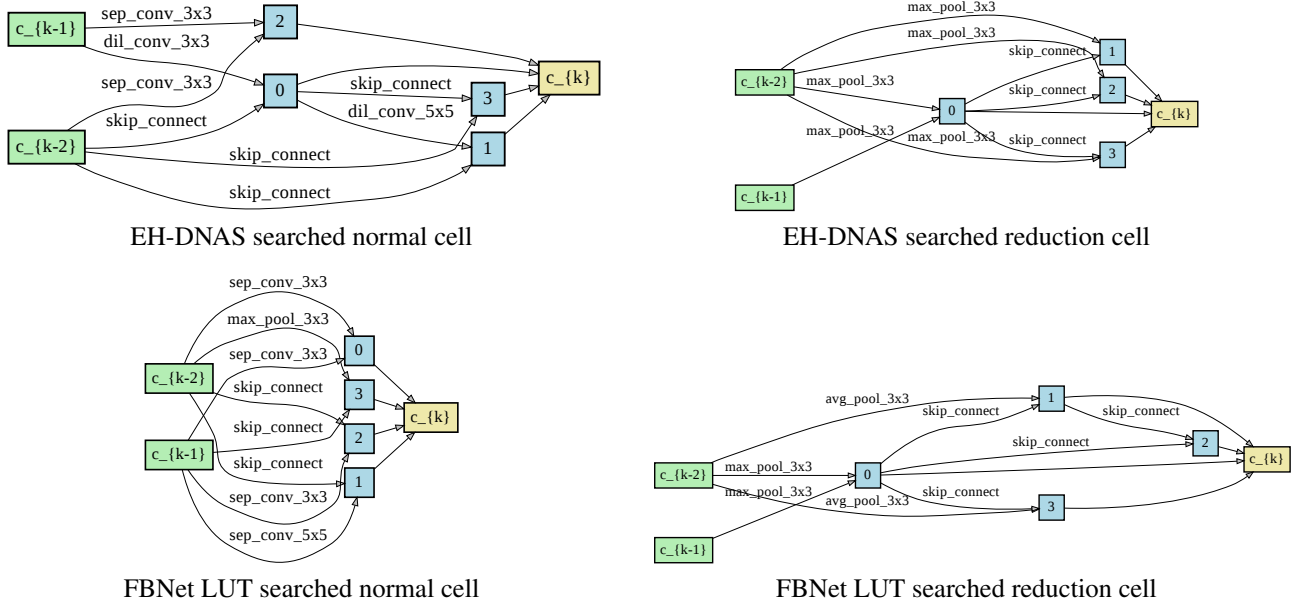 c_{k-1}
sep_conv_3x3
2
dil_conv_3x3
sep_conv_3x3
0
skip_connect
c_{k}
3
skip_connect
dil_conv_5x5
c_{k-2}
1
skip_connect
skip_connect
EH-DNAS searched normal cell
max_pool_3x3
max_pool_3x3
skip_connect
1
c_{k-2}
max_pool_3x3
skip_connect
2
0
c_{k}
max_pool_3x3
max_pool_3x3
skip_connect
3
c_{k-1}
EH-DNAS searched reduction cell
sep_conv_3x3
max_pool_3x3
sep_conv_3x3
0
c_{k-2}
skip_connect
3
c_{k}
skip_connect
2
c_{k-1}
skip_connect
1
sep_conv_3x3
sep_conv_5x5
FBNet LUT searched normal cell
avg_pool_3x3
1
skip_connect
skip_connect
skip_connect
2
c_{k}
c_{k-2}
max_pool_3x3
0
max_pool_3x3
avg_pool_3x3
skip_connect
3
c_{k-1}
FBNet LUT searched reduction cell